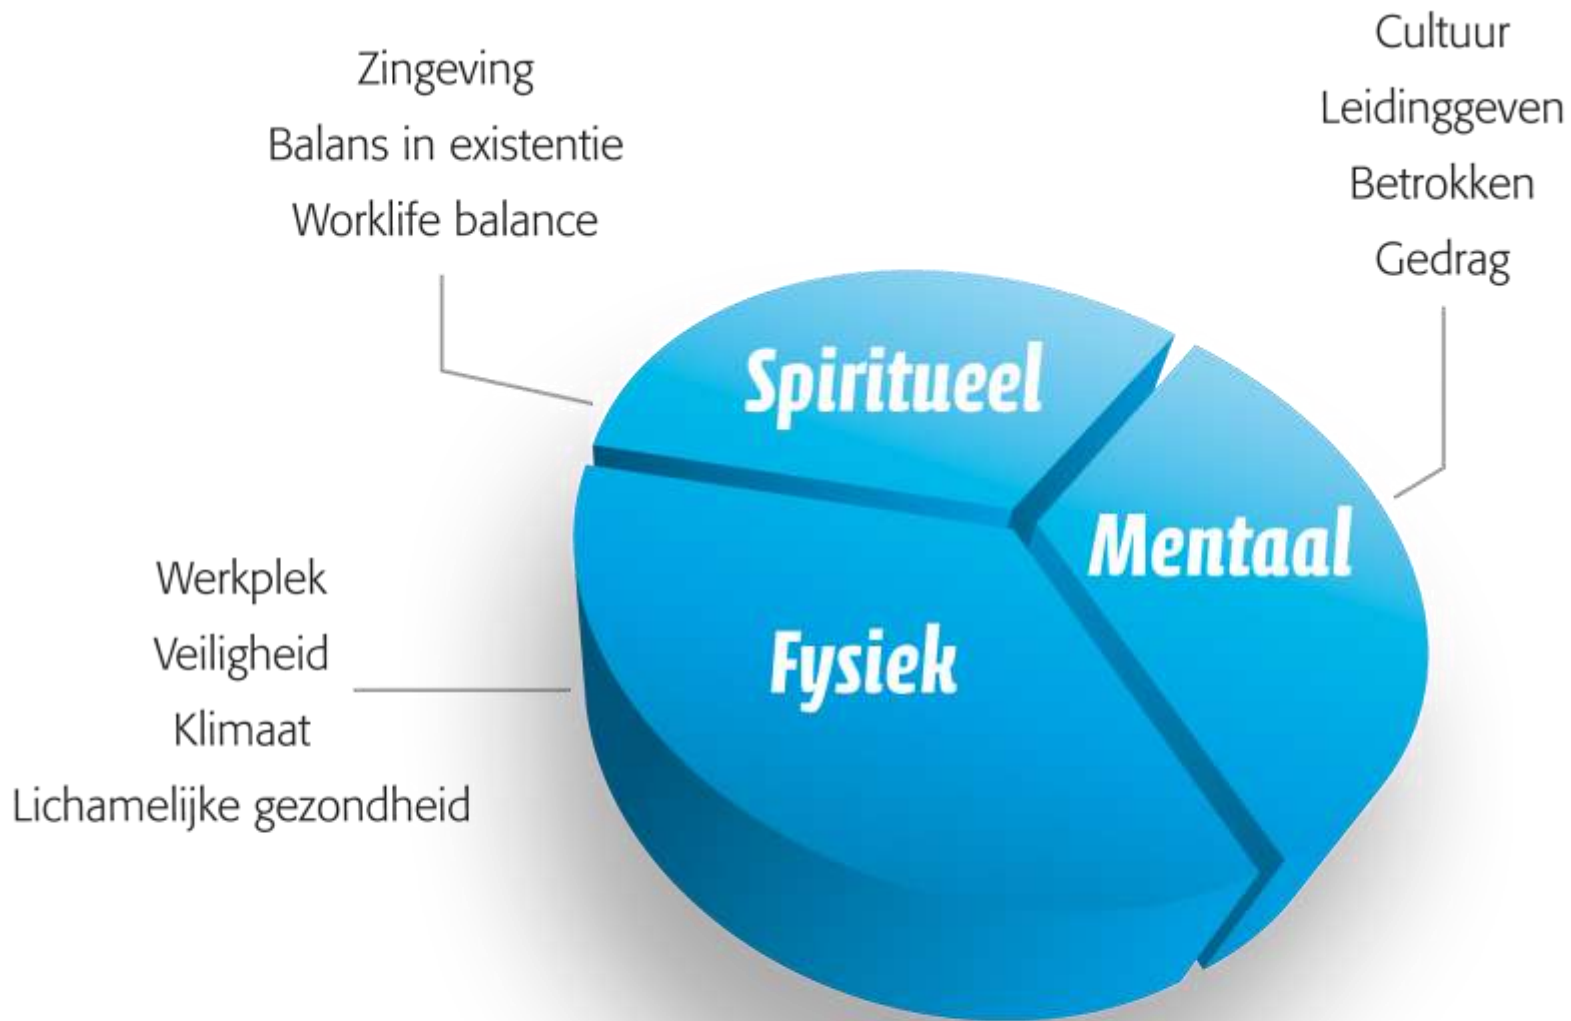 Zingeving
Balans in existentie
Worklife balance
Cultuur
Leidinggeven
Betrokken
Gedrag
Spiritueel
Mentaal
Fysiek
Werkplek
Veiligheid
Klimaat
Lichamelijke gezondheid